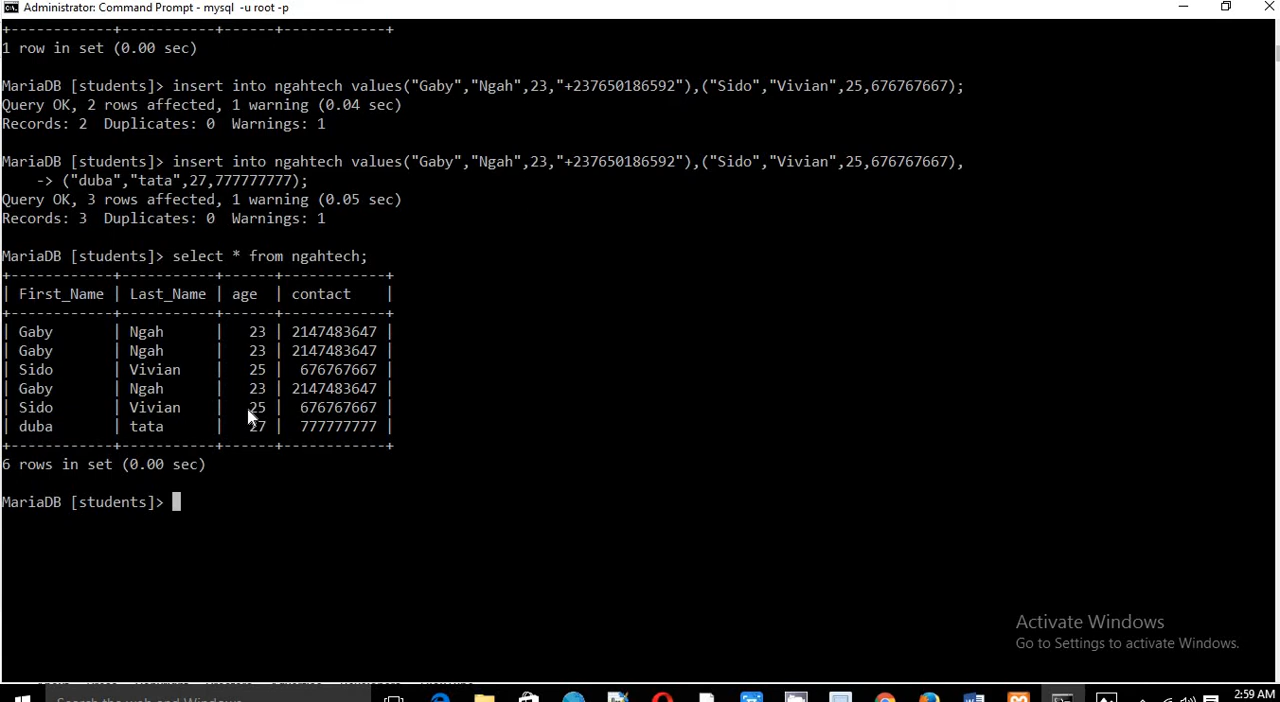 Administrator: Command Prompt - mysql -u root -p
+------------+-----------+------+------------+
1 row in set (0.00 sec)
MariaDB [students]> insert into ngahtech values("Gaby","Ngah",23,"+237650186592"),("Sido","Vivian",25,676767667);
Query OK, 2 rows affected, 1 warning (0.04 sec)
Records: 2  Duplicates: 0  Warnings: 1
MariaDB [students]> insert into ngahtech values("Gaby","Ngah",23,"+237650186592"),("Sido","Vivian",25,676767667),
    -> ("duba","tata",27,777777777);
Query OK, 3 rows affected, 1 warning (0.05 sec)
Records: 3  Duplicates: 0  Warnings: 1
MariaDB [students]> select * from ngahtech;
+------------+-----------+------+------------+
| First_Name | Last_Name | age  | contact    |
+------------+-----------+------+------------+
| Gaby       | Ngah      |   23 | 2147483647 |
| Gaby       | Ngah      |   23 | 2147483647 |
| Sido       | Vivian    |   25 |  676767667 |
| Gaby       | Ngah      |   23 | 2147483647 |
| Sido       | Vivian    |   25 |  676767667 |
| duba       | tata      |   27 |  777777777 |
+------------+-----------+------+------------+
6 rows in set (0.00 sec)
MariaDB [students]>
Activate Windows
Go to Settings to activate Windows.
2:59 AM